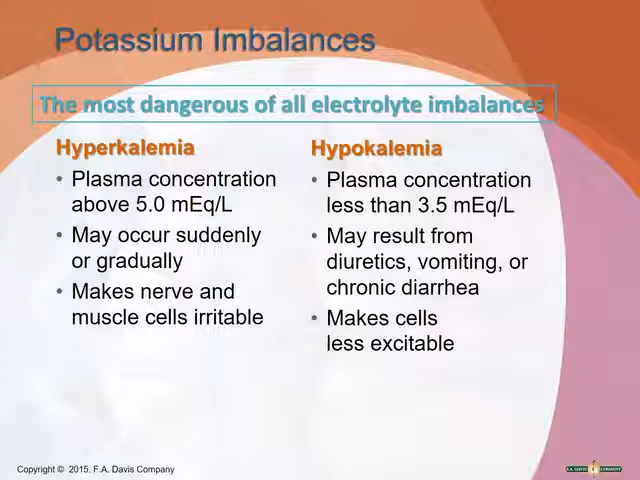 Potassium Imbalances
The most dangerous of all electrolyte imbalances
Hyperkalemia
• Plasma concentration
above 5.0 mEq/L
• May occur suddenly
or gradually
• Makes nerve and
muscle cells irritable
Hypokalemia
• Plasma concentration
less than 3.5 mEq/L
• May result from
diuretics, vomiting, or
chronic diarrhea
• Makes cells
less excitable
Copyright © 2015. F.A. Davis Company
F.A. DAVIS COMPANY